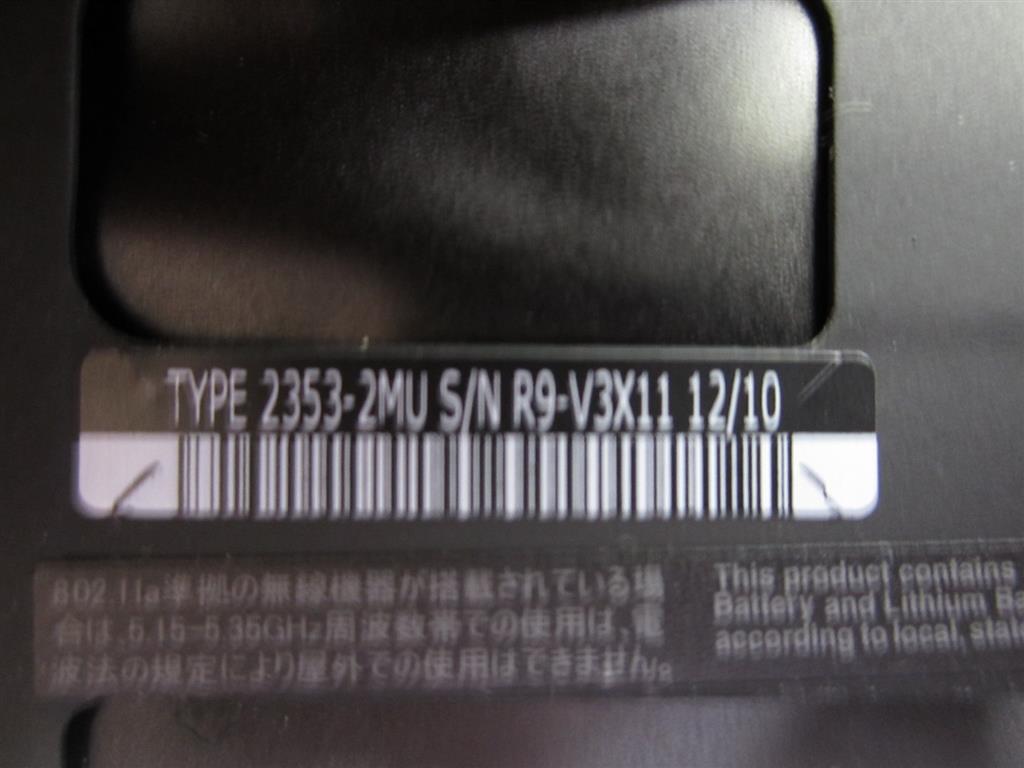 TYPE 2353-2MU S/N R9-V3X11 12/10
802.11a準拠の無線機器が搭載されている場
合は、5.15-5.35GHz周波数帯での使用は、電
波法の規定により屋外での使用はできません。
This product contains
Battery and Lithium Ba
according to local, state